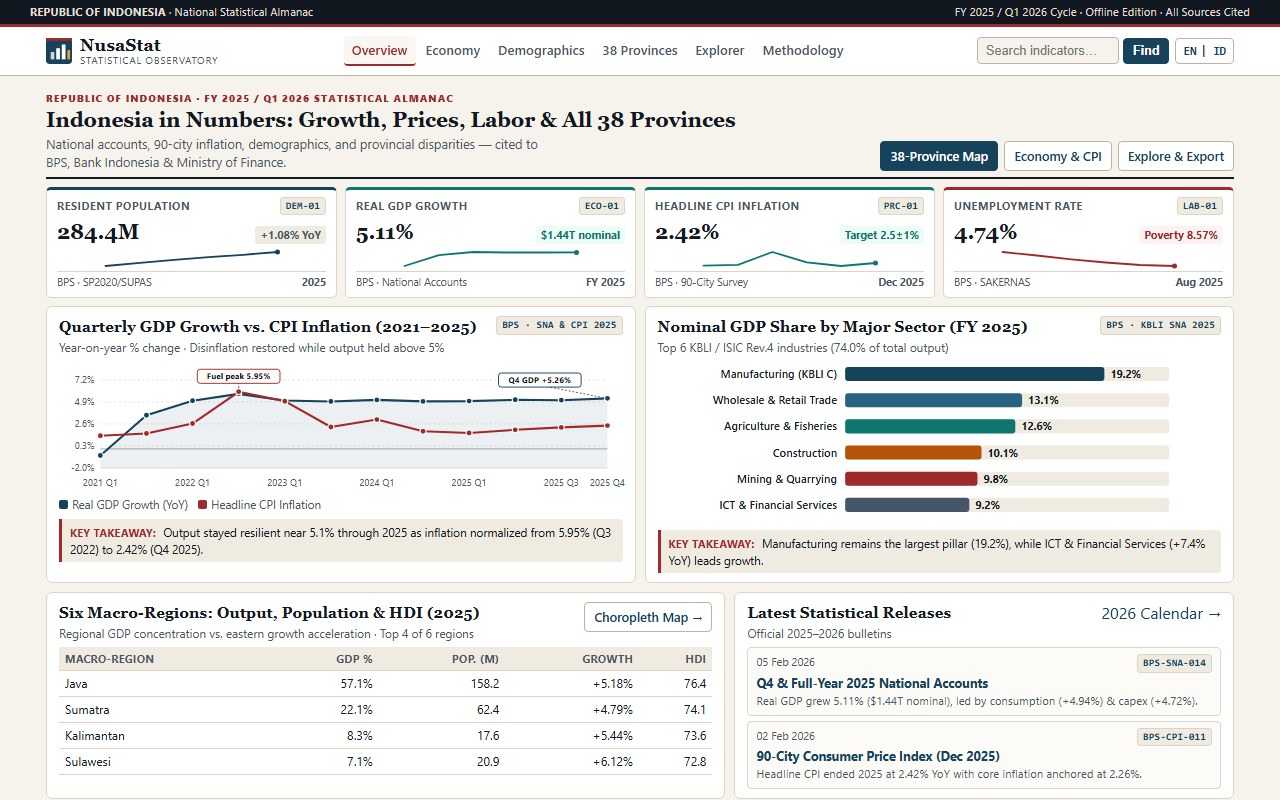 REPUBLIC OF INDONESIA · National Statistical Almanac
FY 2025 / Q1 2026 Cycle · Offline Edition · All Sources Cited
NusaStat
STATISTICAL OBSERVATORY
Overview
Economy
Demographics
38 Provinces
Explorer
Methodology
Search indicators…
Find
EN | ID
REPUBLIC OF INDONESIA · FY 2025 / Q1 2026 STATISTICAL ALMANAC
Indonesia in Numbers: Growth, Prices, Labor & All 38 Provinces
National accounts, 90-city inflation, demographics, and provincial disparities — cited to
BPS, Bank Indonesia & Ministry of Finance.
38-Province Map
Economy & CPI
Explore & Export
RESIDENT POPULATION
DEM-01
284.4M
+1.08% YoY
BPS · SP2020/SUPAS
2025
REAL GDP GROWTH
ECO-01
5.11%
$1.44T nominal
BPS · National Accounts
FY 2025
HEADLINE CPI INFLATION
PRC-01
2.42%
Target 2.5±1%
BPS · 90-City Survey
Dec 2025
UNEMPLOYMENT RATE
LAB-01
4.74%
Poverty 8.57%
BPS · SAKERNAS
Aug 2025
Quarterly GDP Growth vs. CPI Inflation (2021–2025)
BPS · SNA & CPI 2025
Year-on-year % change · Disinflation restored while output held above 5%
7.2%
4.9%
2.6%
0.3%
-2.0%
Fuel peak 5.95%
Q4 GDP +5.26%
2021 Q1
2022 Q1
2023 Q1
2024 Q1
2025 Q1
2025 Q3
2025 Q4
Real GDP Growth (YoY)
Headline CPI Inflation
KEY TAKEAWAY: Output stayed resilient near 5.1% through 2025 as inflation normalized from 5.95% (Q3
2022) to 2.42% (Q4 2025).
Nominal GDP Share by Major Sector (FY 2025)
BPS · KBLI SNA 2025
Top 6 KBLI / ISIC Rev.4 industries (74.0% of total output)
Manufacturing (KBLI C) 19.2%
Wholesale & Retail Trade 13.1%
Agriculture & Fisheries 12.6%
Construction 10.1%
Mining & Quarrying 9.8%
ICT & Financial Services 9.2%
KEY TAKEAWAY: Manufacturing remains the largest pillar (19.2%), while ICT & Financial Services (+7.4%
YoY) leads growth.
Six Macro-Regions: Output, Population & HDI (2025)
Choropleth Map →
Regional GDP concentration vs. eastern growth acceleration · Top 4 of 6 regions
MACRO-REGION GDP % POP. (M) GROWTH HDI
Java 57.1% 158.2 +5.18% 76.4
Sumatra 22.1% 62.4 +4.79% 74.1
Kalimantan 8.3% 17.6 +5.44% 73.6
Sulawesi 7.1% 20.9 +6.12% 72.8
Latest Statistical Releases
2026 Calendar →
Official 2025–2026 bulletins
05 Feb 2026
BPS-SNA-014
Q4 & Full-Year 2025 National Accounts
Real GDP grew 5.11% ($1.44T nominal), led by consumption (+4.94%) & capex (+4.72%).
02 Feb 2026
BPS-CPI-011
90-City Consumer Price Index (Dec 2025)
Headline CPI ended 2025 at 2.42% YoY with core inflation anchored at 2.26%.